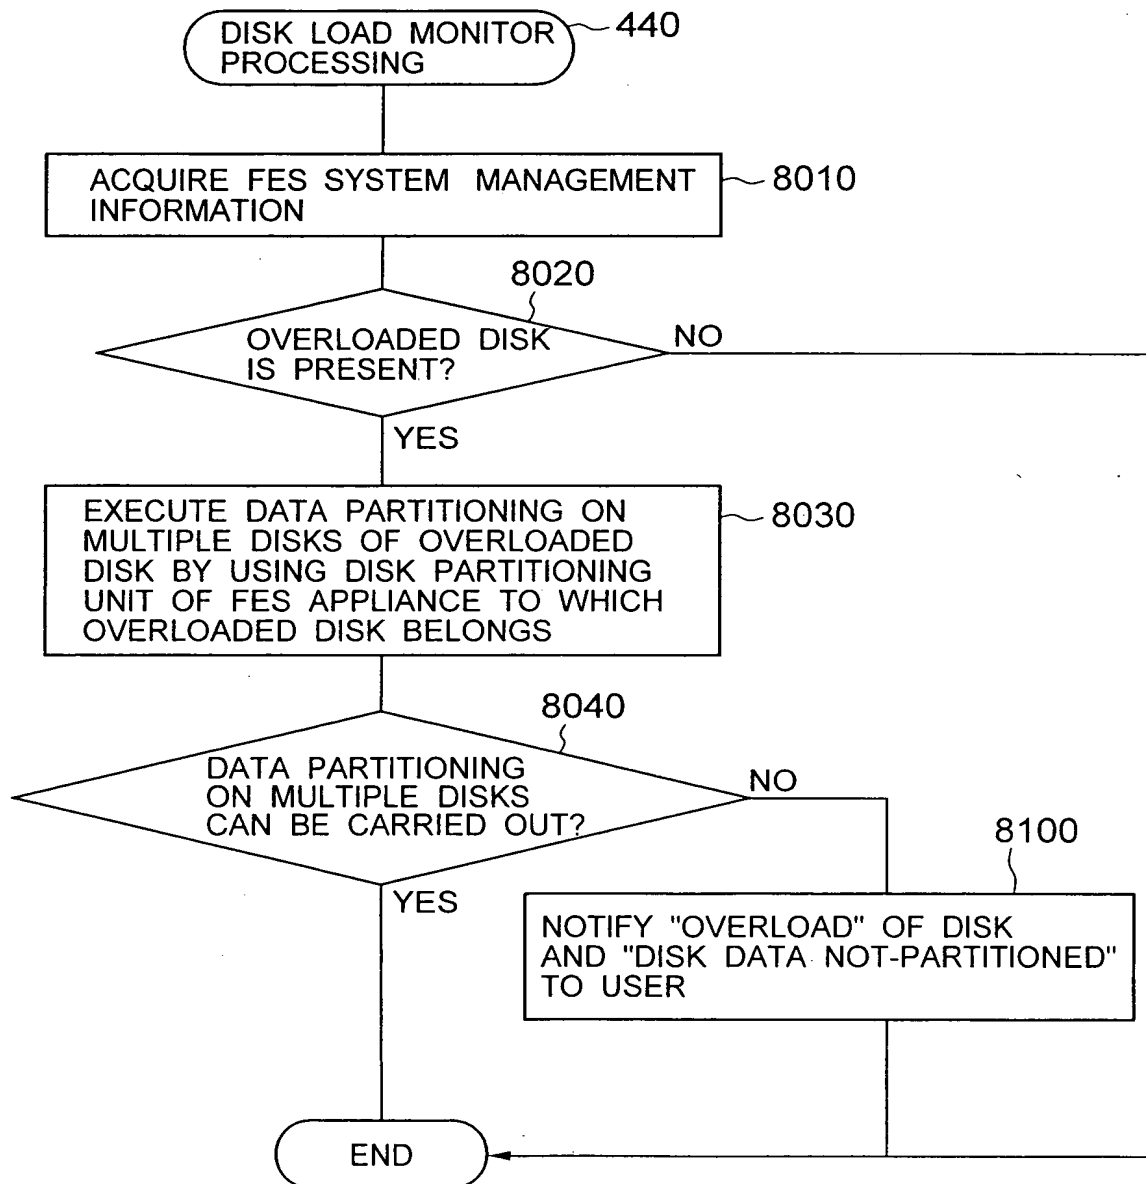 DISK LOAD MONITOR
PROCESSING
440
ACQUIRE FES SYSTEM MANAGEMENT
INFORMATION
8010
8020
OVERLOADED DISK
IS PRESENT?
NO
YES
EXECUTE DATA PARTITIONING ON
MULTIPLE DISKS OF OVERLOADED
DISK BY USING DISK PARTITIONING
UNIT OF FES APPLIANCE TO WHICH
OVERLOADED DISK BELONGS
8030
8040
DATA PARTITIONING
ON MULTIPLE DISKS
CAN BE CARRIED OUT?
NO
YES
8100
NOTIFY "OVERLOAD" OF DISK
AND "DISK DATA NOT-PARTITIONED"
TO USER
END